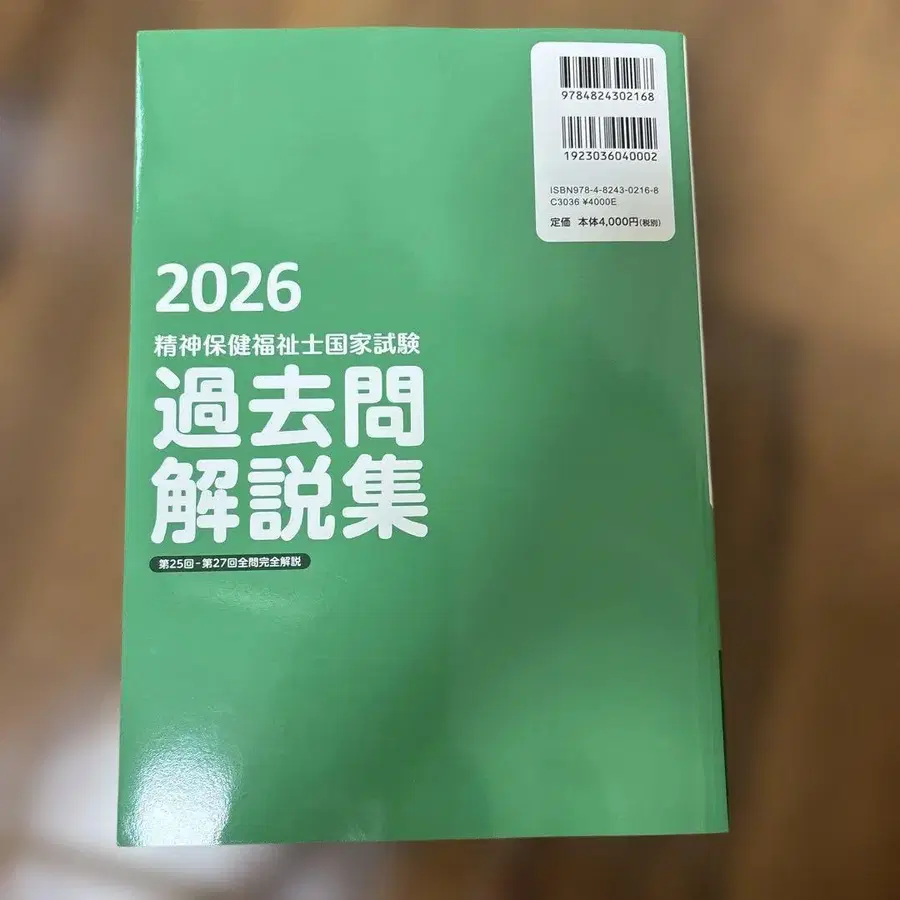 9784824302168
1923036040002
ISBN978-4-8243-0216-8
C3036 ¥4000E
定価 本体4,000円(税別)
2026
精神保健福祉士国家試験
過去問
解説集
第25回-第27回全問完全解説